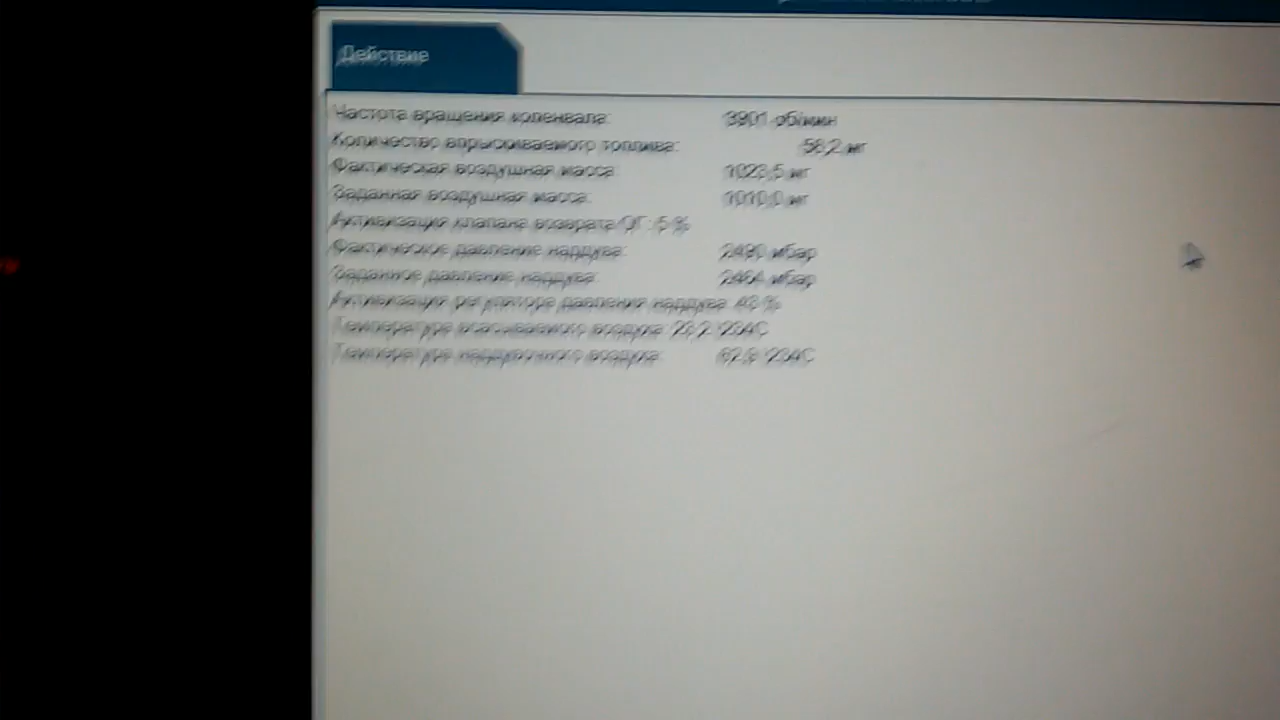 Действие
Частота вращения коленвала: 3901 об/мин
Количество впрыскиваемого топлива: 58,2 мг
Фактическая воздушная масса: 1023,5 мг
Заданная воздушная масса: 1010,0 мг
Активизация клапана возврата ОГ: 5 %
Фактическое давление наддува: мбар
Заданное давление наддува: 2464 мбар
Активизация регулятора давления наддува: 43 %
Температура всасываемого воздуха:
Температура наддувочного воздуха: